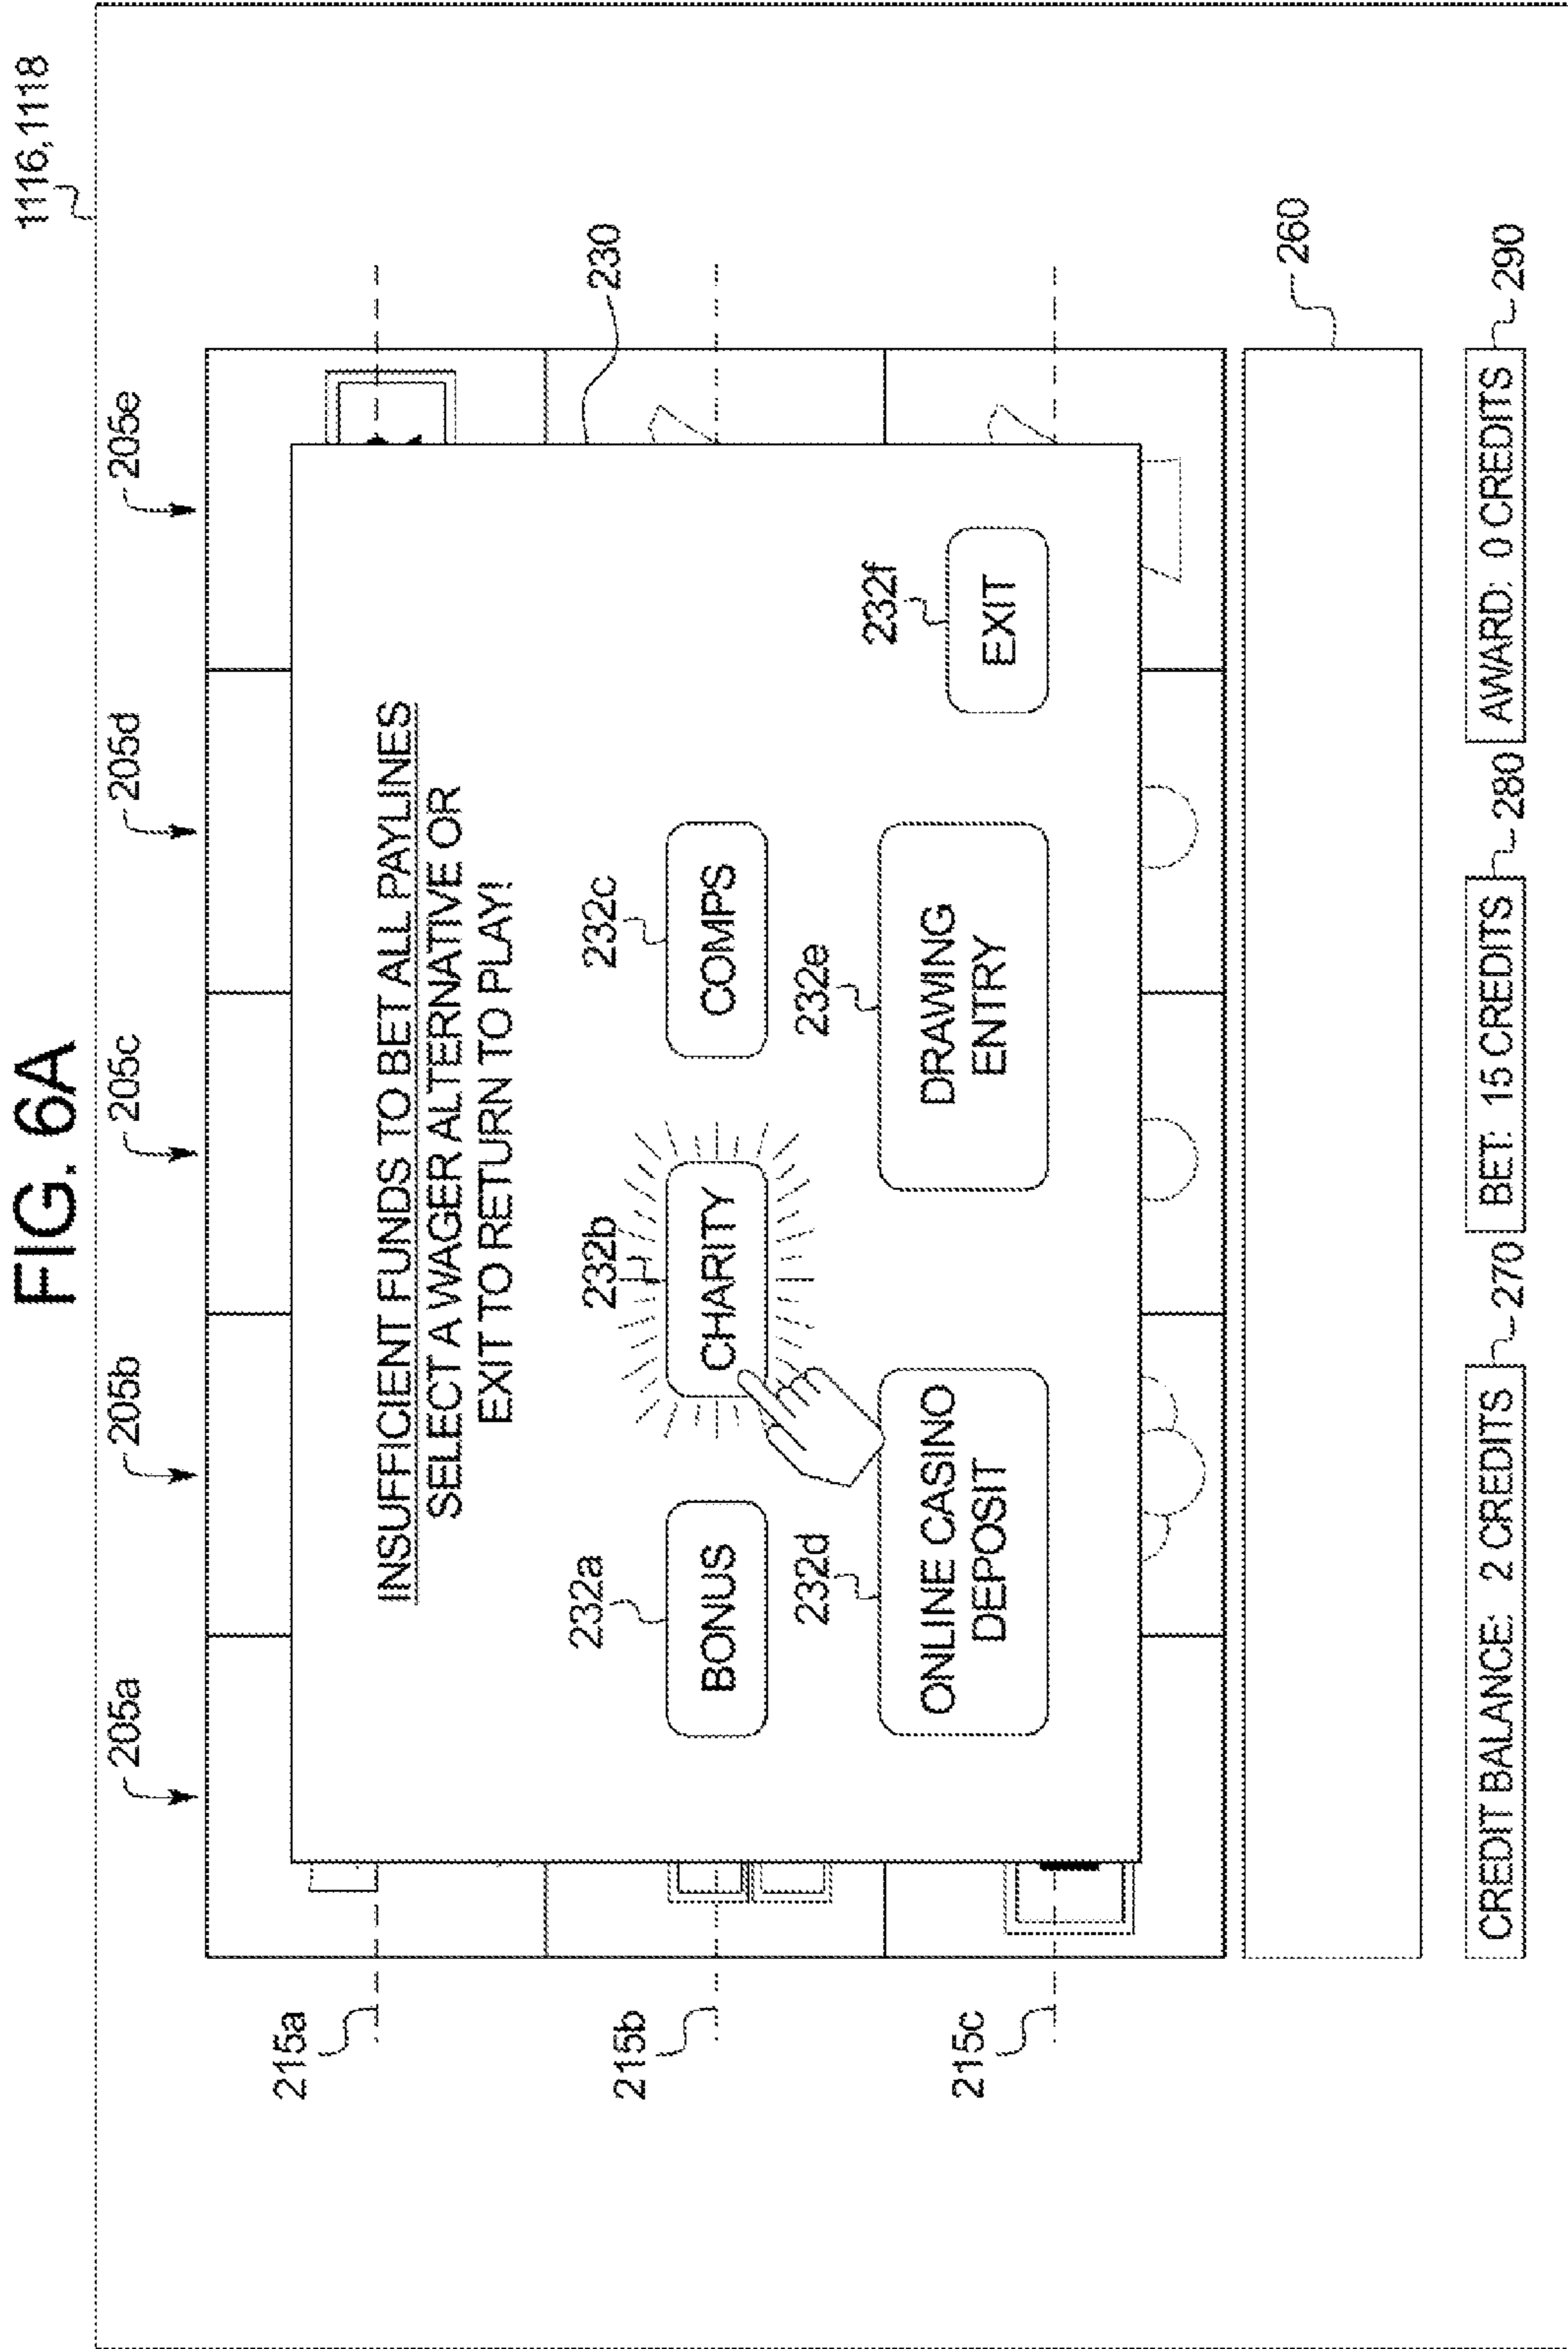 FIG. 6A
1116,1118
205a
205b
205c
205d
205e
215a
215b
215c
230
INSUFFICIENT FUNDS TO BET ALL PAYLINES
SELECT A WAGER ALTERNATIVE OR
EXIT TO RETURN TO PLAY!
232a
232b
232c
BONUS
CHARITY
COMPS
232d
232e
232f
ONLINE CASINO
DEPOSIT
DRAWING
ENTRY
EXIT
260
CREDIT BALANCE: 2 CREDITS
270
BET: 15 CREDITS
280
AWARD: 0 CREDITS
290